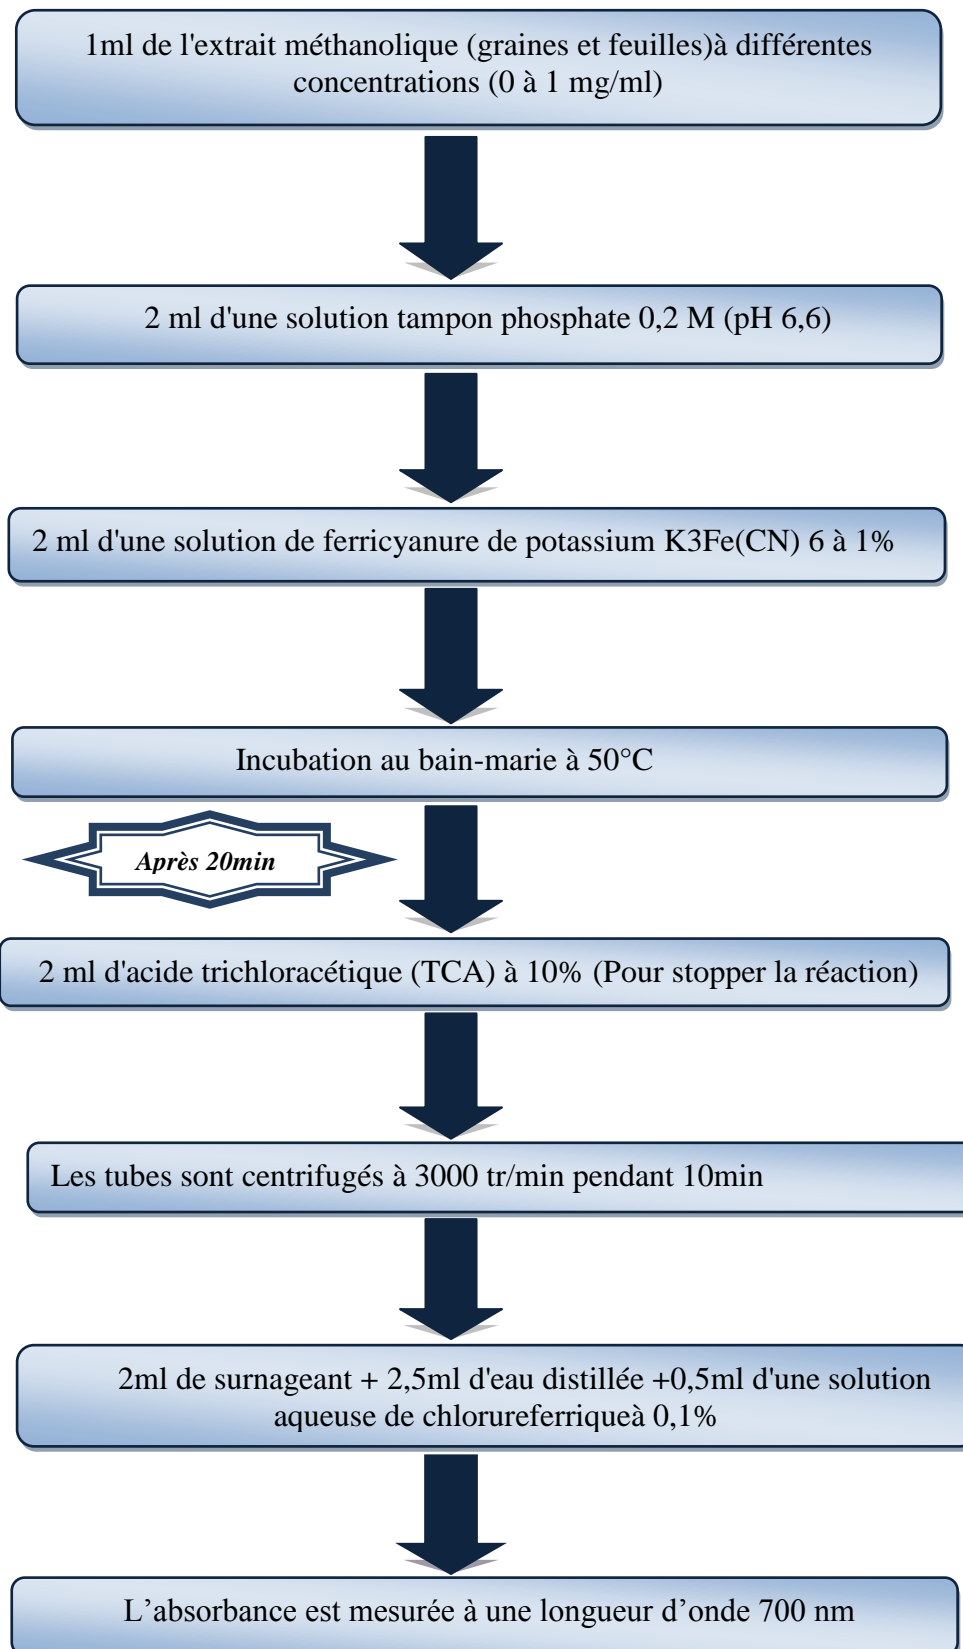 1ml de l'extrait méthanolique (graines et feuilles)à différentes
concentrations (0 à 1 mg/ml)
2 ml d'une solution tampon phosphate 0,2 M (pH 6,6)
2 ml d'une solution de ferricyanure de potassium K3Fe(CN) 6 à 1%
Incubation au bain-marie à 50°C
Après 20min
2 ml d'acide trichloracétique (TCA) à 10% (Pour stopper la réaction)
Les tubes sont centrifugés à 3000 tr/min pendant 10min
2ml de surnageant + 2,5ml d'eau distillée +0,5ml d'une solution
aqueuse de chlorureferriqueà 0,1%
L’absorbance est mesurée à une longueur d’onde 700 nm